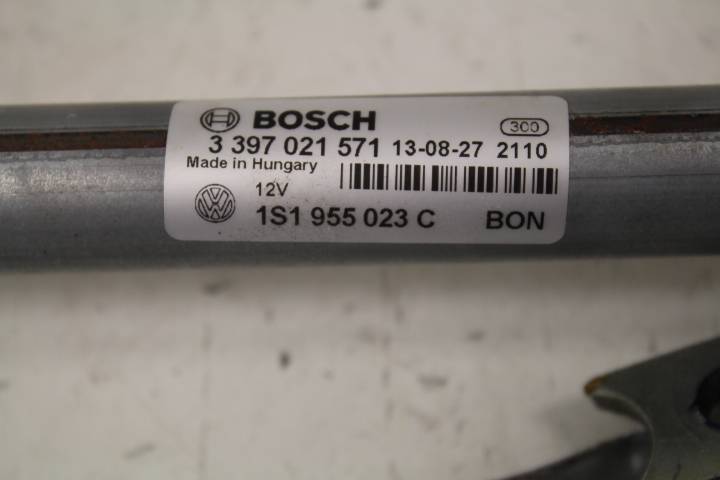 BOSCH 300
3 397 021 571 13-08-27 2110
Made in Hungary
12V
1S1 955 023 C BON